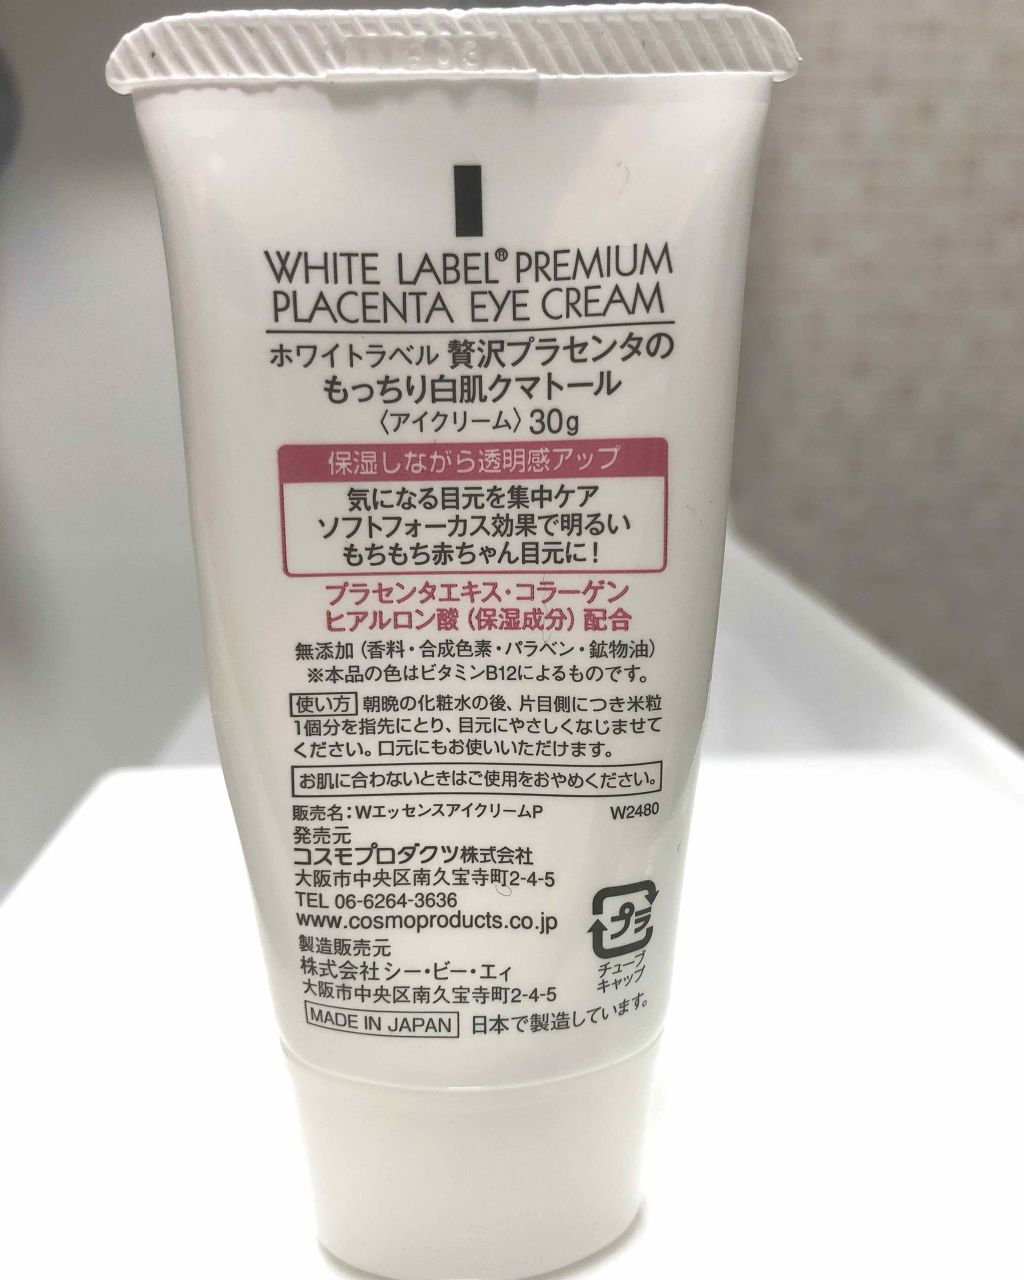 WHITE LABEL® PREMIUM
PLACENTA EYE CREAM
ホワイトラベル 贅沢プラセンタの
もっちり白肌クマトール
〈アイクリーム〉30g
保湿しながら透明感アップ
気になる目元を集中ケア
ソフトフォーカス効果で明るい
もちもち赤ちゃん目元に!
プラセンタエキス・コラーゲン
ヒアルロン酸(保湿成分)配合
無添加(香料・合成色素・パラベン・鉱物油)
※本品の色はビタミンB12によるものです。
使い方 朝晩の化粧水の後、片目側につき米粒
1個分を指先にとり、目元にやさしくなじませて
ください。口元にもお使いいただけます。
お肌に合わないときはご使用をおやめください。
販売名:WエッセンスアイクリームP W2480
発売元
コスモプロダクツ株式会社
大阪市中央区南久宝寺町2-4-5
TEL 06-6264-3636
www.cosmoproducts.co.jp
製造販売元
株式会社シー・ビー・エィ
大阪市中央区南久宝寺町2-4-5
プラ
チューブ
キャップ
MADE IN JAPAN 日本で製造しています。